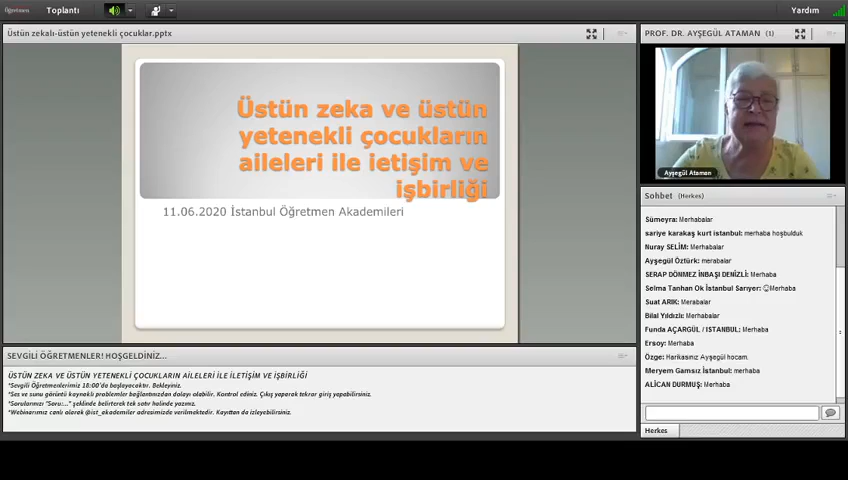 Öğretmen Toplantı Yardım
Üstün zekalı-üstün yetenekli çocuklar.pptx
Üstün zeka ve üstün
yetenekli çocukların
aileleri ile ietişim ve
işbirliği
11.06.2020 İstanbul Öğretmen Akademileri
SEVGİLİ ÖĞRETMENLER! HOŞGELDİNİZ...
ÜSTÜN ZEKA VE ÜSTÜN YETENEKLİ ÇOCUKLARIN AİLELERİ İLE İLETİŞİM VE İŞBİRLİĞİ
*Sevgili Öğretmenlerimiz 18:00'da başlayacaktır. Bekleyiniz.
*Ses ve sunu görüntü kaynaklı problemler bağlantınızdan dolayı olabilir. Kontrol ediniz. Çıkış yaparak tekrar giriş yapabilirsiniz.
*Sorularınızı "Soru:..." şeklinde belirterek tek satır halinde yazınız.
*Webinarımız canlı olarak @ist_akademiler adresimizde verilmektedir. Kayıttan da izleyebilirsiniz.
PROF. DR. AYŞEGÜL ATAMAN (1)
Ayşegül Ataman
Sohbet (Herkes)
Sümeyra: Merhabalar
sariye karakaş kurt istanbul: merhaba hoşbulduk
Nuray SELİM: Merhabalar
Ayşegül Öztürk: merabalar
SERAP DÖNMEZ İNBAŞI DENİZLİ: Merhaba
Selma Tanhan Ok İstanbul Sarıyer: ☺Merhaba
Suat ARIK: Merabalar
Bilal Yıldızlı: Merhabalar
Funda AÇARGÜL / ISTANBUL: Merhaba
Ersoy: Merhaba
Özge: Harikasınız Ayşegül hocam.
Meryem Gamsız İstanbul: merhaba
ALİCAN DURMUŞ: Merhaba
Herkes